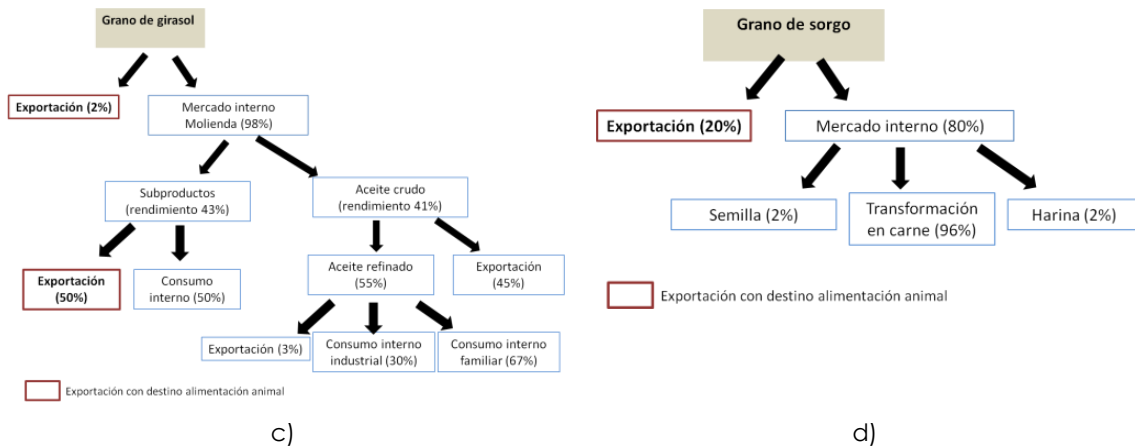 Grano de girasol
Exportación (2%)
Mercado interno
Molienda (98%)
Subproductos
(rendimiento 43%)
Aceite crudo
(rendimiento 41%)
Exportación
(50%)
Consumo
interno (50%)
Aceite refinado
(55%)
Exportación
(45%)
Exportación (3%)
Consumo interno
industrial (30%)
Consumo interno
familiar (67%)
Exportación con destino alimentación animal
c)
Grano de sorgo
Exportación (20%)
Mercado interno (80%)
Semilla (2%)
Transformación
en carne (96%)
Harina (2%)
Exportación con destino alimentación animal
d)